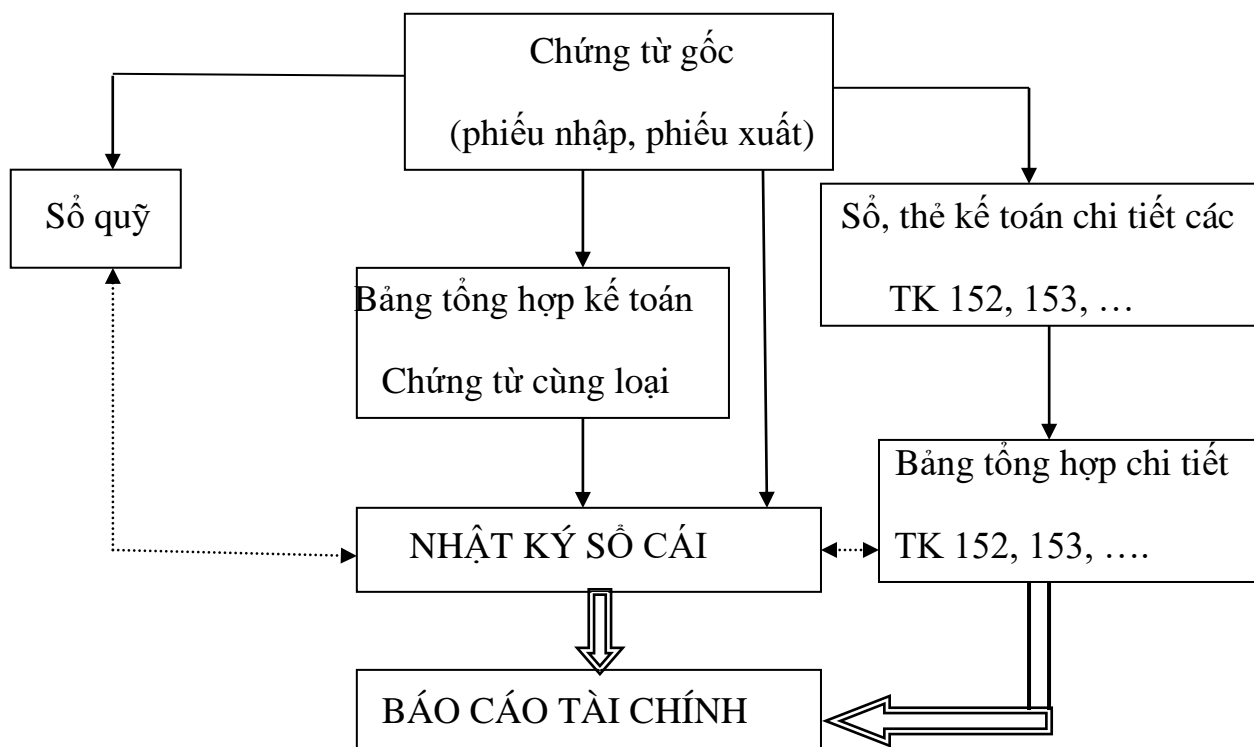 Chứng từ gốc
(phiếu nhập, phiếu xuất)
Sổ quỹ
Sổ, thẻ kế toán chi tiết các
TK 152, 153, …
Bảng tổng hợp kế toán
Chứng từ cùng loại
Bảng tổng hợp chi tiết
TK 152, 153, ….
NHẬT KÝ SỔ CÁI
BÁO CÁO TÀI CHÍNH